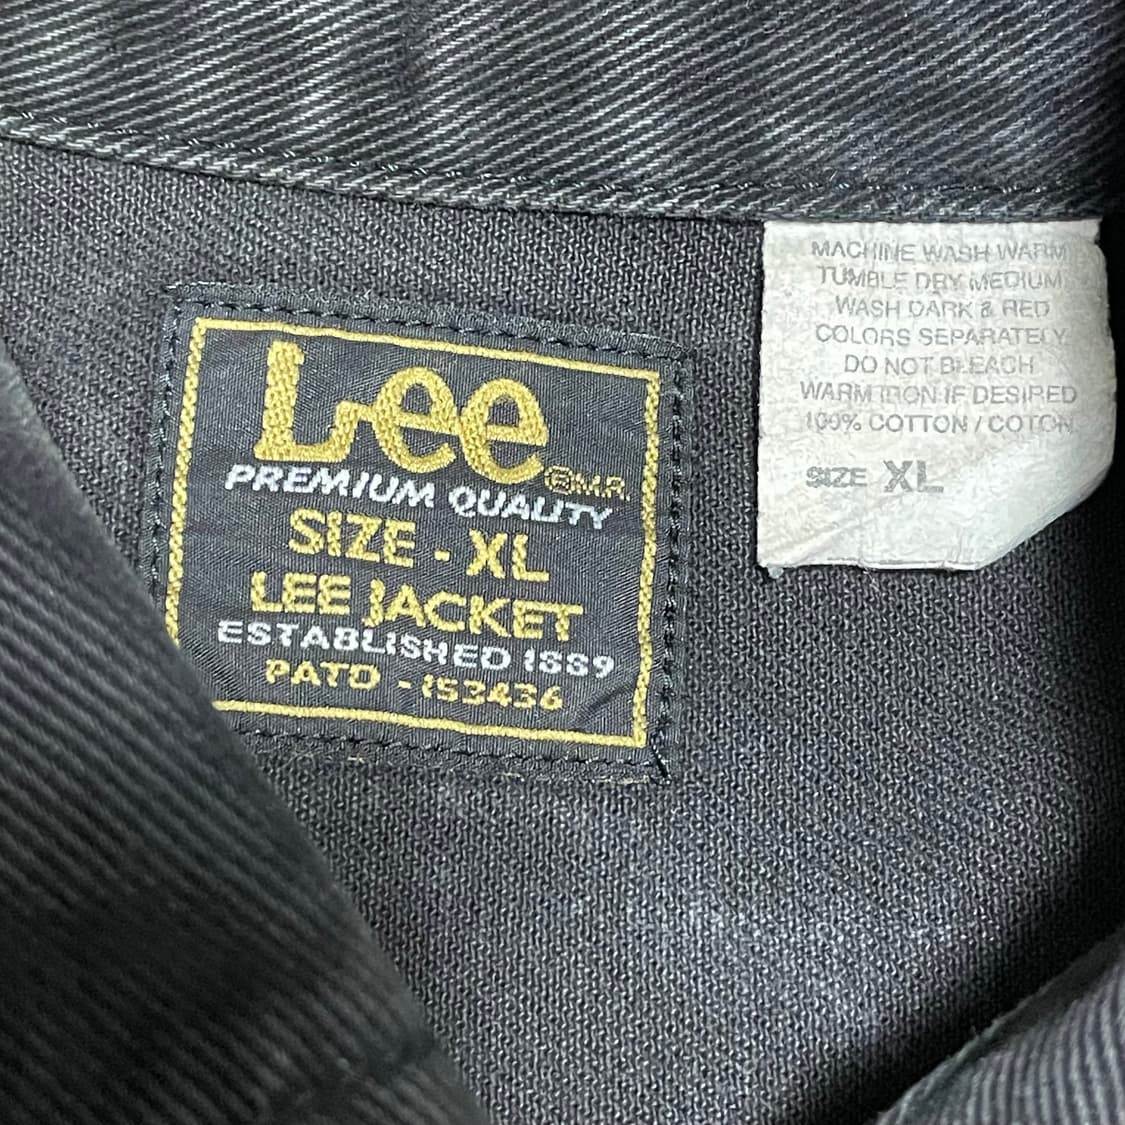 Lee
®M.R.
PREMIUM QUALITY
SIZE - XL
LEE JACKET
ESTABLISHED 1889
PATD - 153436
MACHINE WASH WARM
TUMBLE DRY MEDIUM
WASH DARK & RED
COLORS SEPARATELY
DO NOT BLEACH
WARM IRON IF DESIRED
100% COTTON / COTON
SIZE XL